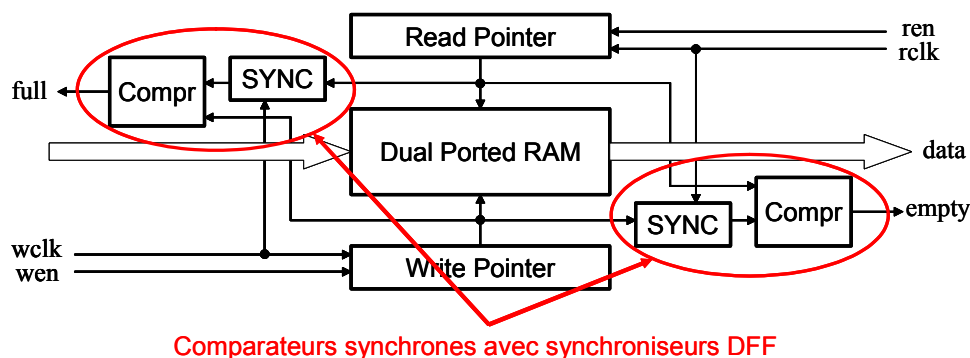 Read Pointer
ren
rclk
full
Compr
SYNC
Dual Ported RAM
data
SYNC
Compr
empty
wclk
wen
Write Pointer
Comparateurs synchrones avec synchroniseurs DFF